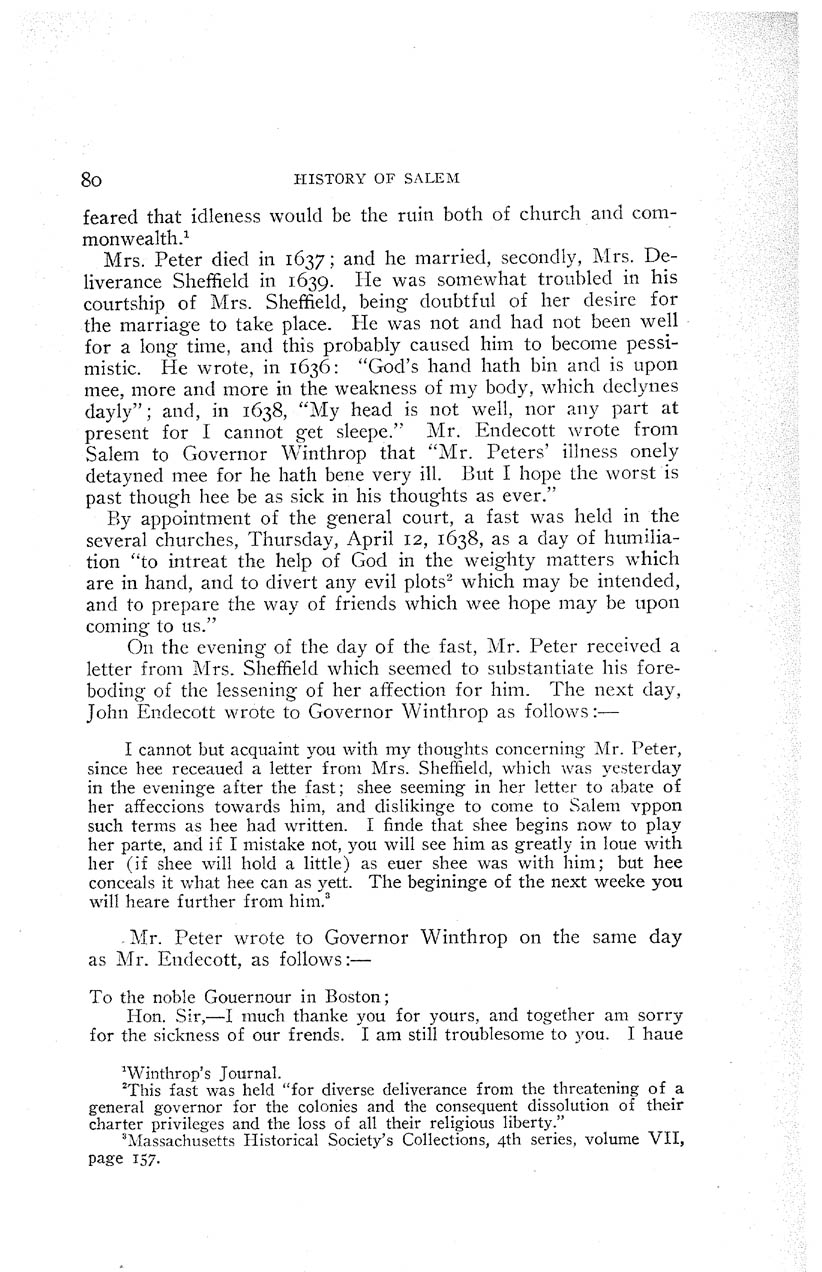 80 HISTORY OF SALEM
feared that idleness would be the ruin both of church and com-
monwealth.¹
Mrs. Peter died in 1637; and he married, secondly, Mrs. De-
liverance Sheffield in 1639. He was somewhat troubled in his
courtship of Mrs. Sheffield, being doubtful of her desire for
the marriage to take place. He was not and had not been well
for a long time, and this probably caused him to become pessi-
mistic. He wrote, in 1636: "God's hand hath bin and is upon
mee, more and more in the weakness of my body, which declynes
dayly"; and, in 1638, "My head is not well, nor any part at
present for I cannot get sleepe." Mr. Endecott wrote from
Salem to Governor Winthrop that "Mr. Peters' illness onely
detayned mee for he hath bene very ill. But I hope the worst is
past though hee be as sick in his thoughts as ever."
By appointment of the general court, a fast was held in the
several churches, Thursday, April 12, 1638, as a day of humilia-
tion "to intreat the help of God in the weighty matters which
are in hand, and to divert any evil plots² which may be intended,
and to prepare the way of friends which wee hope may be upon
coming to us."
On the evening of the day of the fast, Mr. Peter received a
letter from Mrs. Sheffield which seemed to substantiate his fore-
boding of the lessening of her affection for him. The next day,
John Endecott wrote to Governor Winthrop as follows:—
I cannot but acquaint you with my thoughts concerning Mr. Peter,
since hee receaued a letter from Mrs. Sheffield, which was yesterday
in the eveninge after the fast; shee seeming in her letter to abate of
her affeccions towards him, and dislikinge to come to Salem vppon
such terms as hee had written. I finde that shee begins now to play
her parte, and if I mistake not, you will see him as greatly in loue with
her (if shee will hold a little) as euer shee was with him; but hee
conceals it what hee can as yett. The begininge of the next weeke you
will heare further from him.³
Mr. Peter wrote to Governor Winthrop on the same day
as Mr. Endecott, as follows:—
To the noble Gouernour in Boston;
Hon. Sir,—I much thanke you for yours, and together am sorry
for the sickness of our frends. I am still troublesome to you. I haue
¹Winthrop's Journal.
²This fast was held "for diverse deliverance from the threatening of a
general governor for the colonies and the consequent dissolution of their
charter privileges and the loss of all their religious liberty."
³Massachusetts Historical Society's Collections, 4th series, volume VII,
page 157.